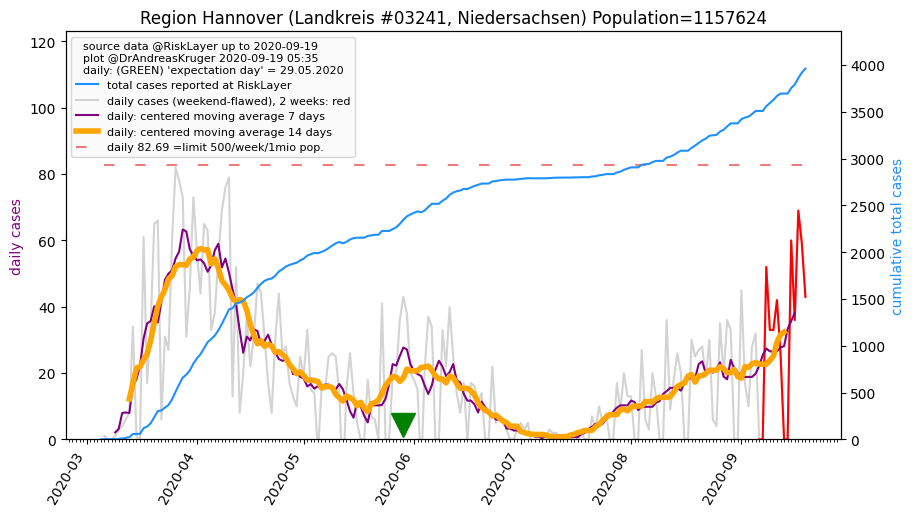 Region Hannover (Landkreis #03241, Niedersachsen) Population=1157624
source data @RiskLayer up to 2020-09-19
plot @DrAndreasKruger 2020-09-19 05:35
daily: (GREEN) 'expectation day' = 29.05.2020
total cases reported at RiskLayer
daily cases (weekend-flawed), 2 weeks: red
daily: centered moving average 7 days
daily: centered moving average 14 days
daily 82.69 =limit 500/week/1mio pop.
daily cases
120
100
80
60
40
20
0
cumulative total cases
4000
3500
3000
2500
2000
1500
1000
500
0
2020-03
2020-04
2020-05
2020-06
2020-07
2020-08
2020-09